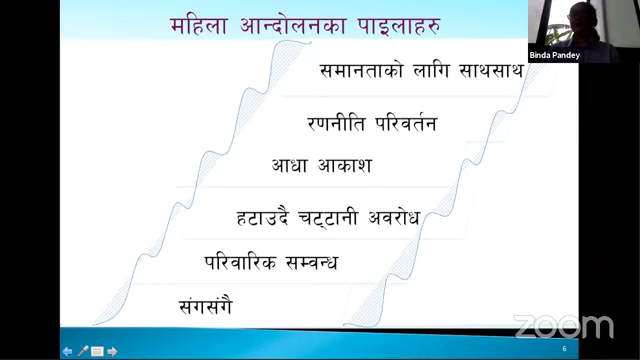 महिला आन्दोलनका पाइलाहरु
Binda Pandey
समानताको लागि साथसाथ
रणनीति परिवर्तन
आधा आकाश
हटाउदै चट्टानी अवरोध
परिवारिक सम्वन्ध
संगसंगै
zoom
6